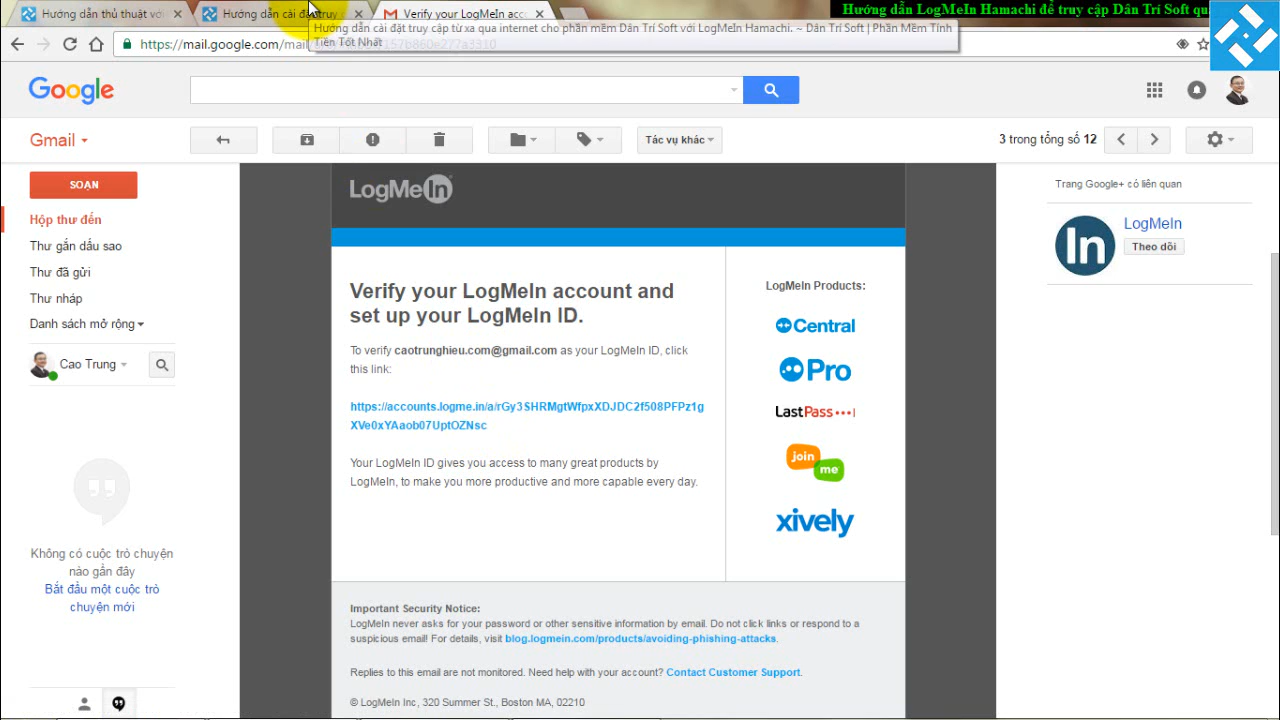 Hướng dẫn LogMeIn Hamachi để truy cập Dân Trí Soft qu
Hướng dẫn thủ thuật với
Hướng dẫn cài đặt truy
Verify your LogMeIn acc
Hướng dẫn cài đặt truy cập từ xa qua internet cho phần mềm Dân Trí Soft với LogMeIn Hamachi. ~ Dân Trí Soft | Phần Mềm Tính
Tiền Tốt Nhất
https://mail.google.com/mail
Google
Gmail
Tác vụ khác
3 trong tổng số 12
SOẠN
Hộp thư đến
Thư gắn dấu sao
Thư đã gửi
Thư nháp
Danh sách mở rộng
Cao Trung
Không có cuộc trò chuyện
nào gần đây
Bắt đầu một cuộc trò
chuyện mới
LogMeIn
Verify your LogMeIn account and
set up your LogMeIn ID.
To verify caotrunghieu.com@gmail.com as your LogMeIn ID, click
this link:
https://accounts.logme.in/a/rGy3SHRMgtWfpxXDJDC2f508PFPz1g
XVe0xYAaob07UptOZNsc
Your LogMeIn ID gives you access to many great products by
LogMeIn, to make you more productive and more capable every day.
LogMeIn Products:
Central
Pro
LastPass
join
me
xively
Important Security Notice:
LogMeIn never asks for your password or other sensitive information by email. Do not click links or respond to a
suspicious email! For details, visit blog.logmein.com/products/avoiding-phishing-attacks.
Replies to this email are not monitored. Need help with your account? Contact Customer Support.
© LogMeIn Inc, 320 Summer St., Boston MA, 02210
Trang Google+ có liên quan
In
LogMeIn
Theo dõi